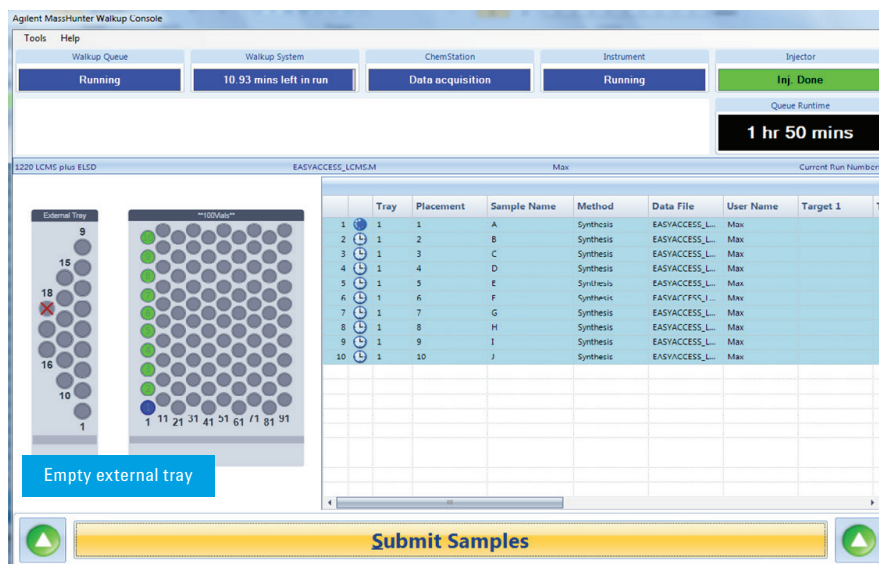 Agilent MassHunter Walkup Console
Tools Help
Walkup Queue Walkup System ChemStation Instrument Injector
Running 10.93 mins left in run Data acquisition Running Inj. Done
Queue Runtime
1 hr 50 mins
1220 LCMS plus ELSD EASYACCESS_LCMS.M Max Current Run Number
External Tray
9
15
18
16
10
1
**100Vials**
1 11 21 31 41 51 61 71 81 91
Empty external tray
Tray Placement Sample Name Method Data File User Name Target 1 T
1 1 1 A Synthesis EASYACCESS_L... Max
2 1 2 B Synthesis EASYACCESS_L... Max
3 1 3 C Synthesis EASYACCESS_L... Max
4 1 4 D Synthesis EASYACCESS_L... Max
5 1 5 E Synthesis EASYACCESS_L... Max
6 1 6 F Synthesis EASYACCESS_L... Max
7 1 7 G Synthesis EASYACCESS_L... Max
8 1 8 H Synthesis EASYACCESS_L... Max
9 1 9 I Synthesis EASYACCESS_L... Max
10 1 10 J Synthesis EASYACCESS_L... Max
Submit Samples